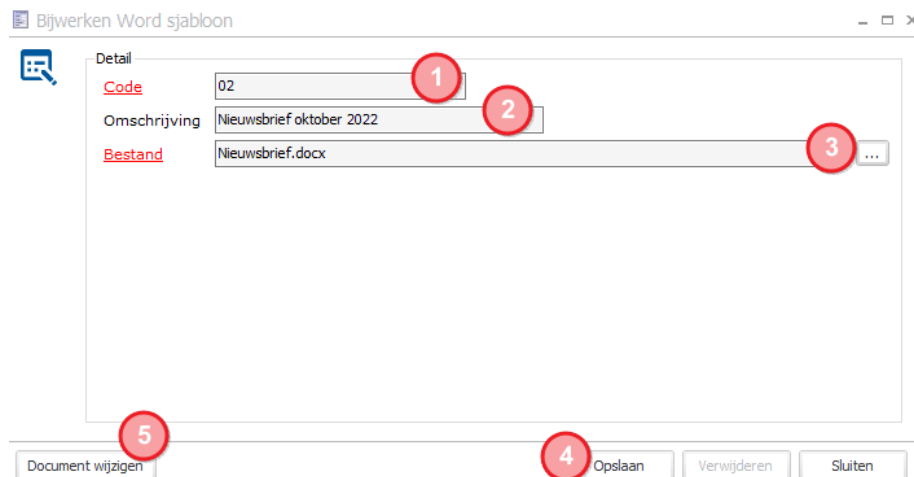 Bijwerken Word sjabloon
Detail
Code 02 1
Omschrijving Nieuwsbrief oktober 2022 2
Bestand Nieuwsbrief.docx 3 ...
5
Document wijzigen 4 Opslaan Verwijderen Sluiten